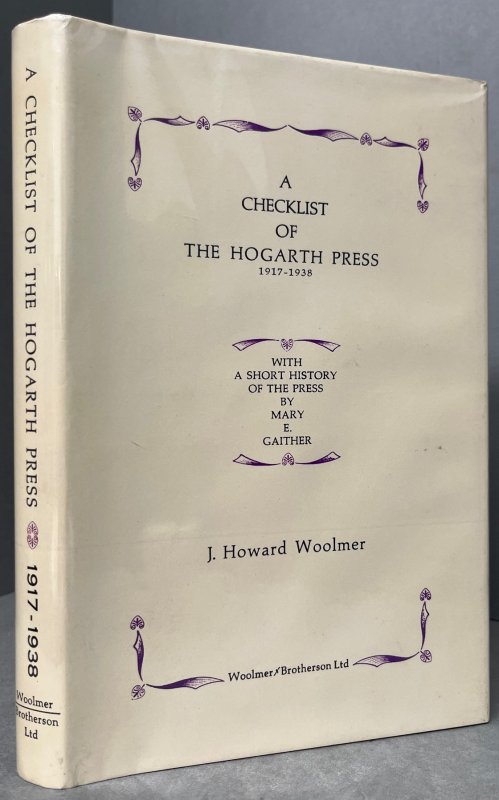 A CHECKLIST OF THE HOGARTH PRESS 1917-1938
Woolmer
Brotherson
Ltd
A
CHECKLIST
OF
THE HOGARTH PRESS
1917-1938
WITH
A SHORT HISTORY
OF THE PRESS
BY
MARY
E.
GAITHER
J. Howard Woolmer
Woolmer Brotherson Ltd